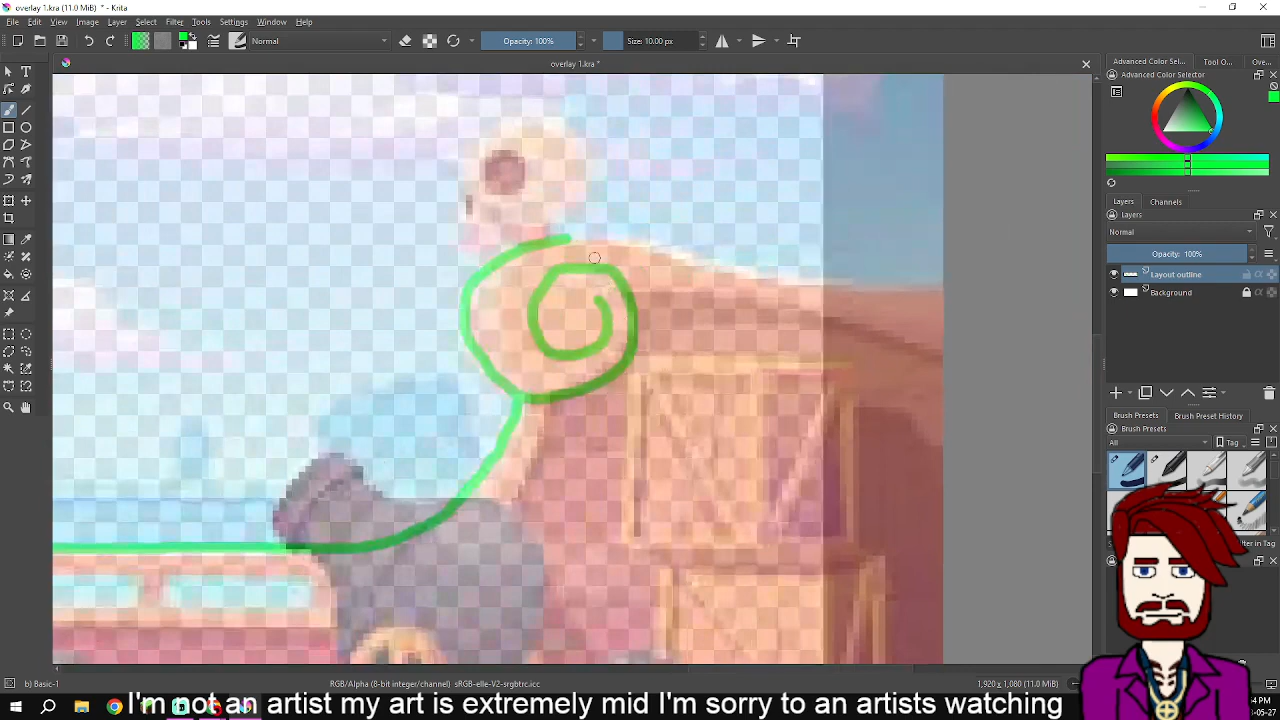 overlay 1.kra (11.0 MiB) * - Krita
File Edit View Image Layer Select Filter Tools Settings Window Help
Normal Opacity: 100% Size: 10.00 px
overlay 1.kra *
Advanced Color Sel... Tool O... Ove...
Advanced Color Selector
Layers Channels
Layers
Normal
Opacity: 100%
Layout outline
Background
Brush Presets Brush Preset History
Brush Presets
All Tag
ilter in Tag
b) Basic-1 RGB/Alpha (8-bit integer/channel) sRGB-elle-V2-srgbtrc.icc 1,920 x 1,080 (11.0 MiB)
I'm not an artist my art is extremely mid I'm sorry to an artists watching